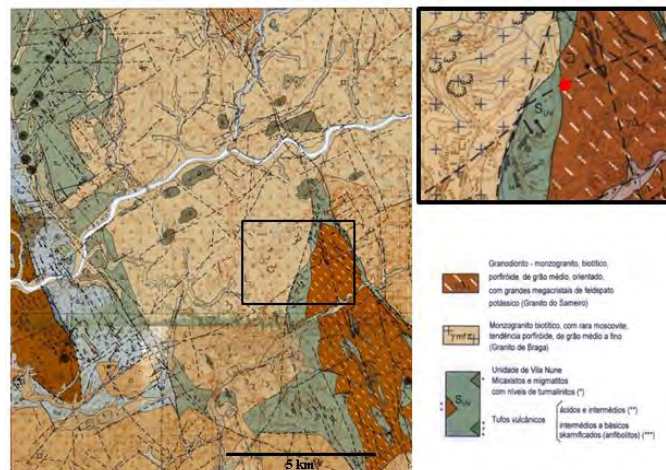 5 km
S_UV
Granodiorito - monzogranito, biotítico,
porfiróide, de grão médio, orientado,
com grandes megacristais de feldspato
potássico (Granito do Sameiro)
Monzogranito biotítico, com rara moscovite,
tendência porfiróide, de grão médio a fino
(Granito de Braga)
Unidade de Vila Nune
Micaxistos e migmatitos
com níveis de turmalinitos (*)
S_UV
Tufos vulcânicos
ácidos e intermédios (**)
intermédios a básicos
skarnificados (anfibolitos) (***)